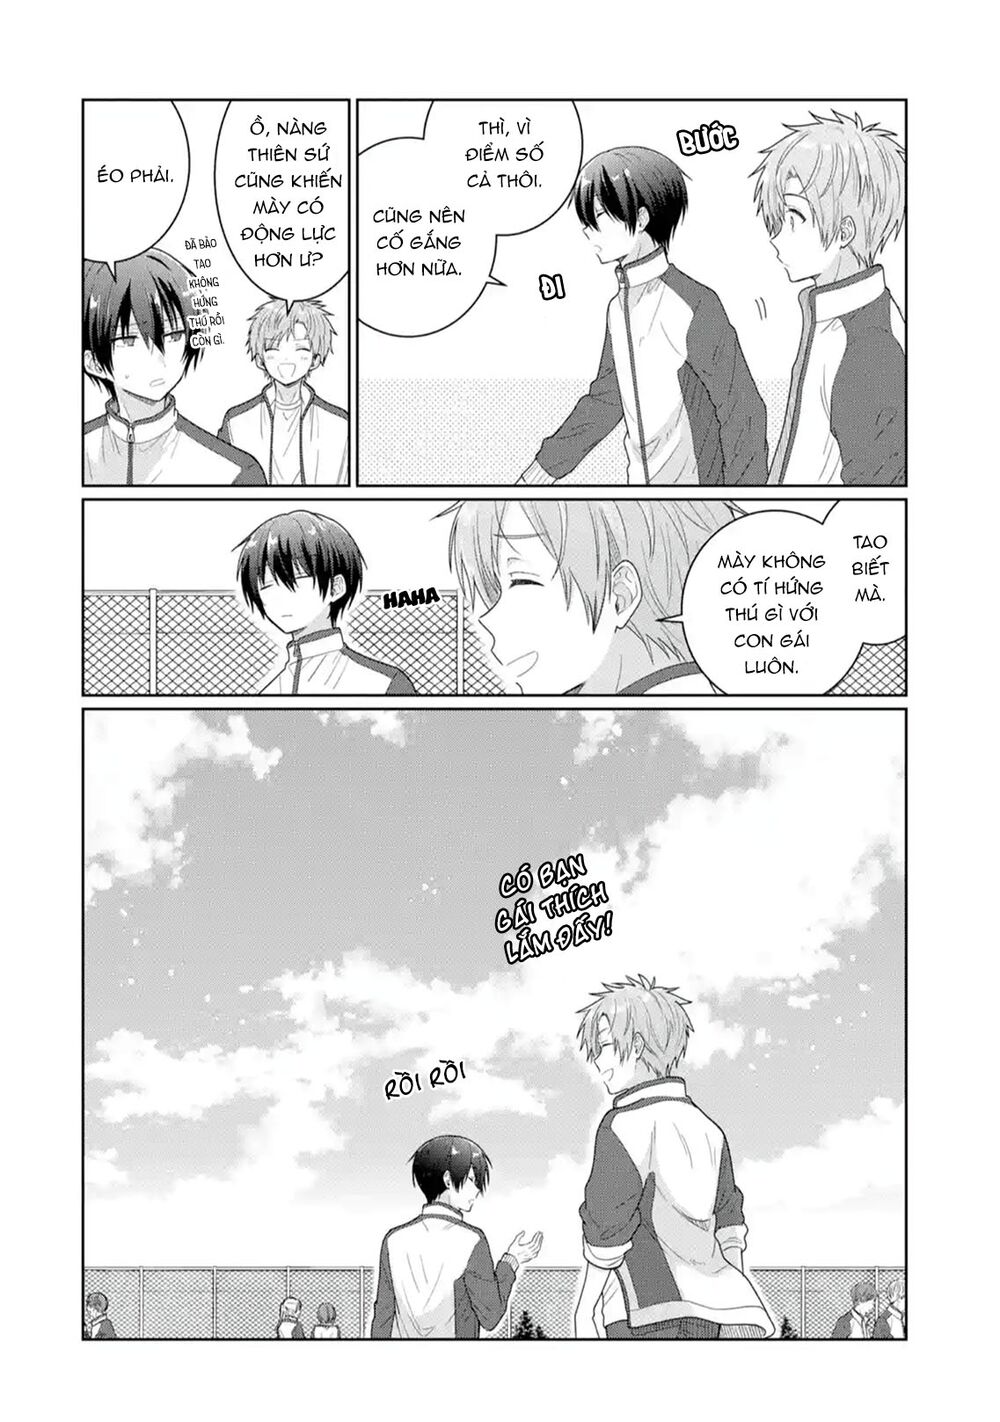 THÌ, VÌ
ĐIỂM SỐ
CẢ THÔI.
CŨNG NÊN
CỐ GẮNG
HƠN NỮA.
BƯỚC
ĐI
Ồ, NÀNG
THIÊN SỨ
CŨNG KHIẾN
MÀY CÓ
ĐỘNG LỰC
HƠN Ư?
ÉO PHẢI.
ĐÃ BẢO
TAO
KHÔNG
HỨNG
THÚ RỒI
CÒN GÌ.
TAO
BIẾT
MÀ.
MÀY KHÔNG
CÓ TÍ HỨNG
THÚ GÌ VỚI
CON GÁI
LUÔN.
HAHA
CÓ BẠN
GÁI THÍCH
LẮM ĐẤY!
RỒI RỒI